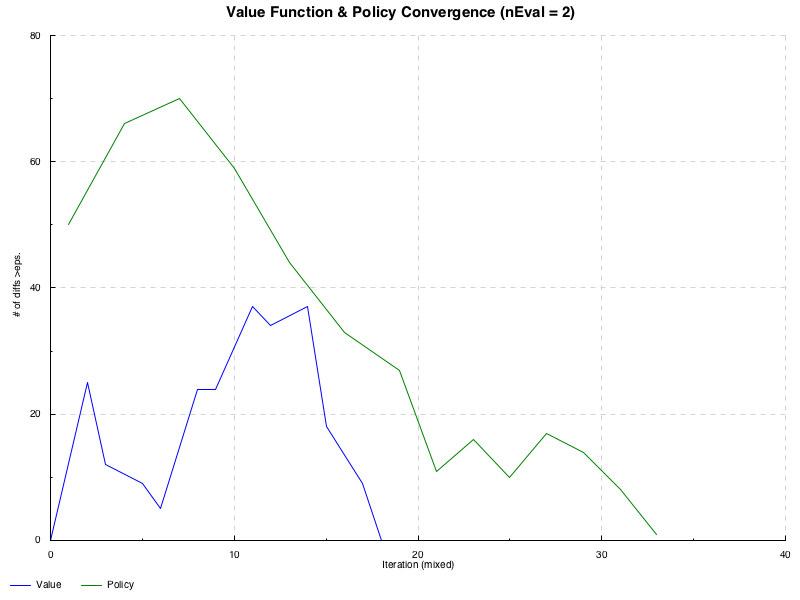 Value Function & Policy Convergence (nEval = 2)
80
60
40
20
0
# of diffs >eps.
0 10 20 30 40
Iteration (mixed)
Value Policy